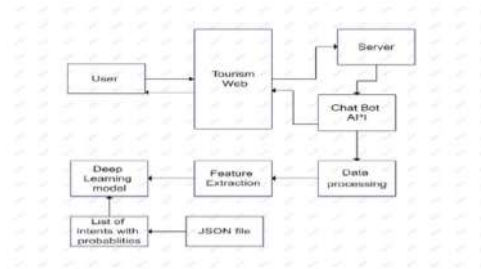 Server
User
Tourism
Web
Chat Bot
AI*I
Deep
Learning
model
Feature
Extraction
Data
processing
List of
intents with
probablities
JSON file